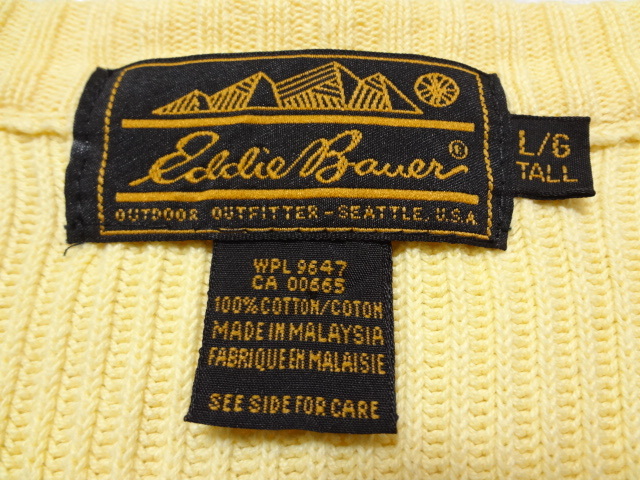 Eddie Bauer®
OUTDOOR OUTFITTER - SEATTLE, U.S.A.
L/G
TALL
WPL 9647
CA 00665
100% COTTON/COTON
MADE IN MALAYSIA
FABRIQUE EN MALAISIE
SEE SIDE FOR CARE